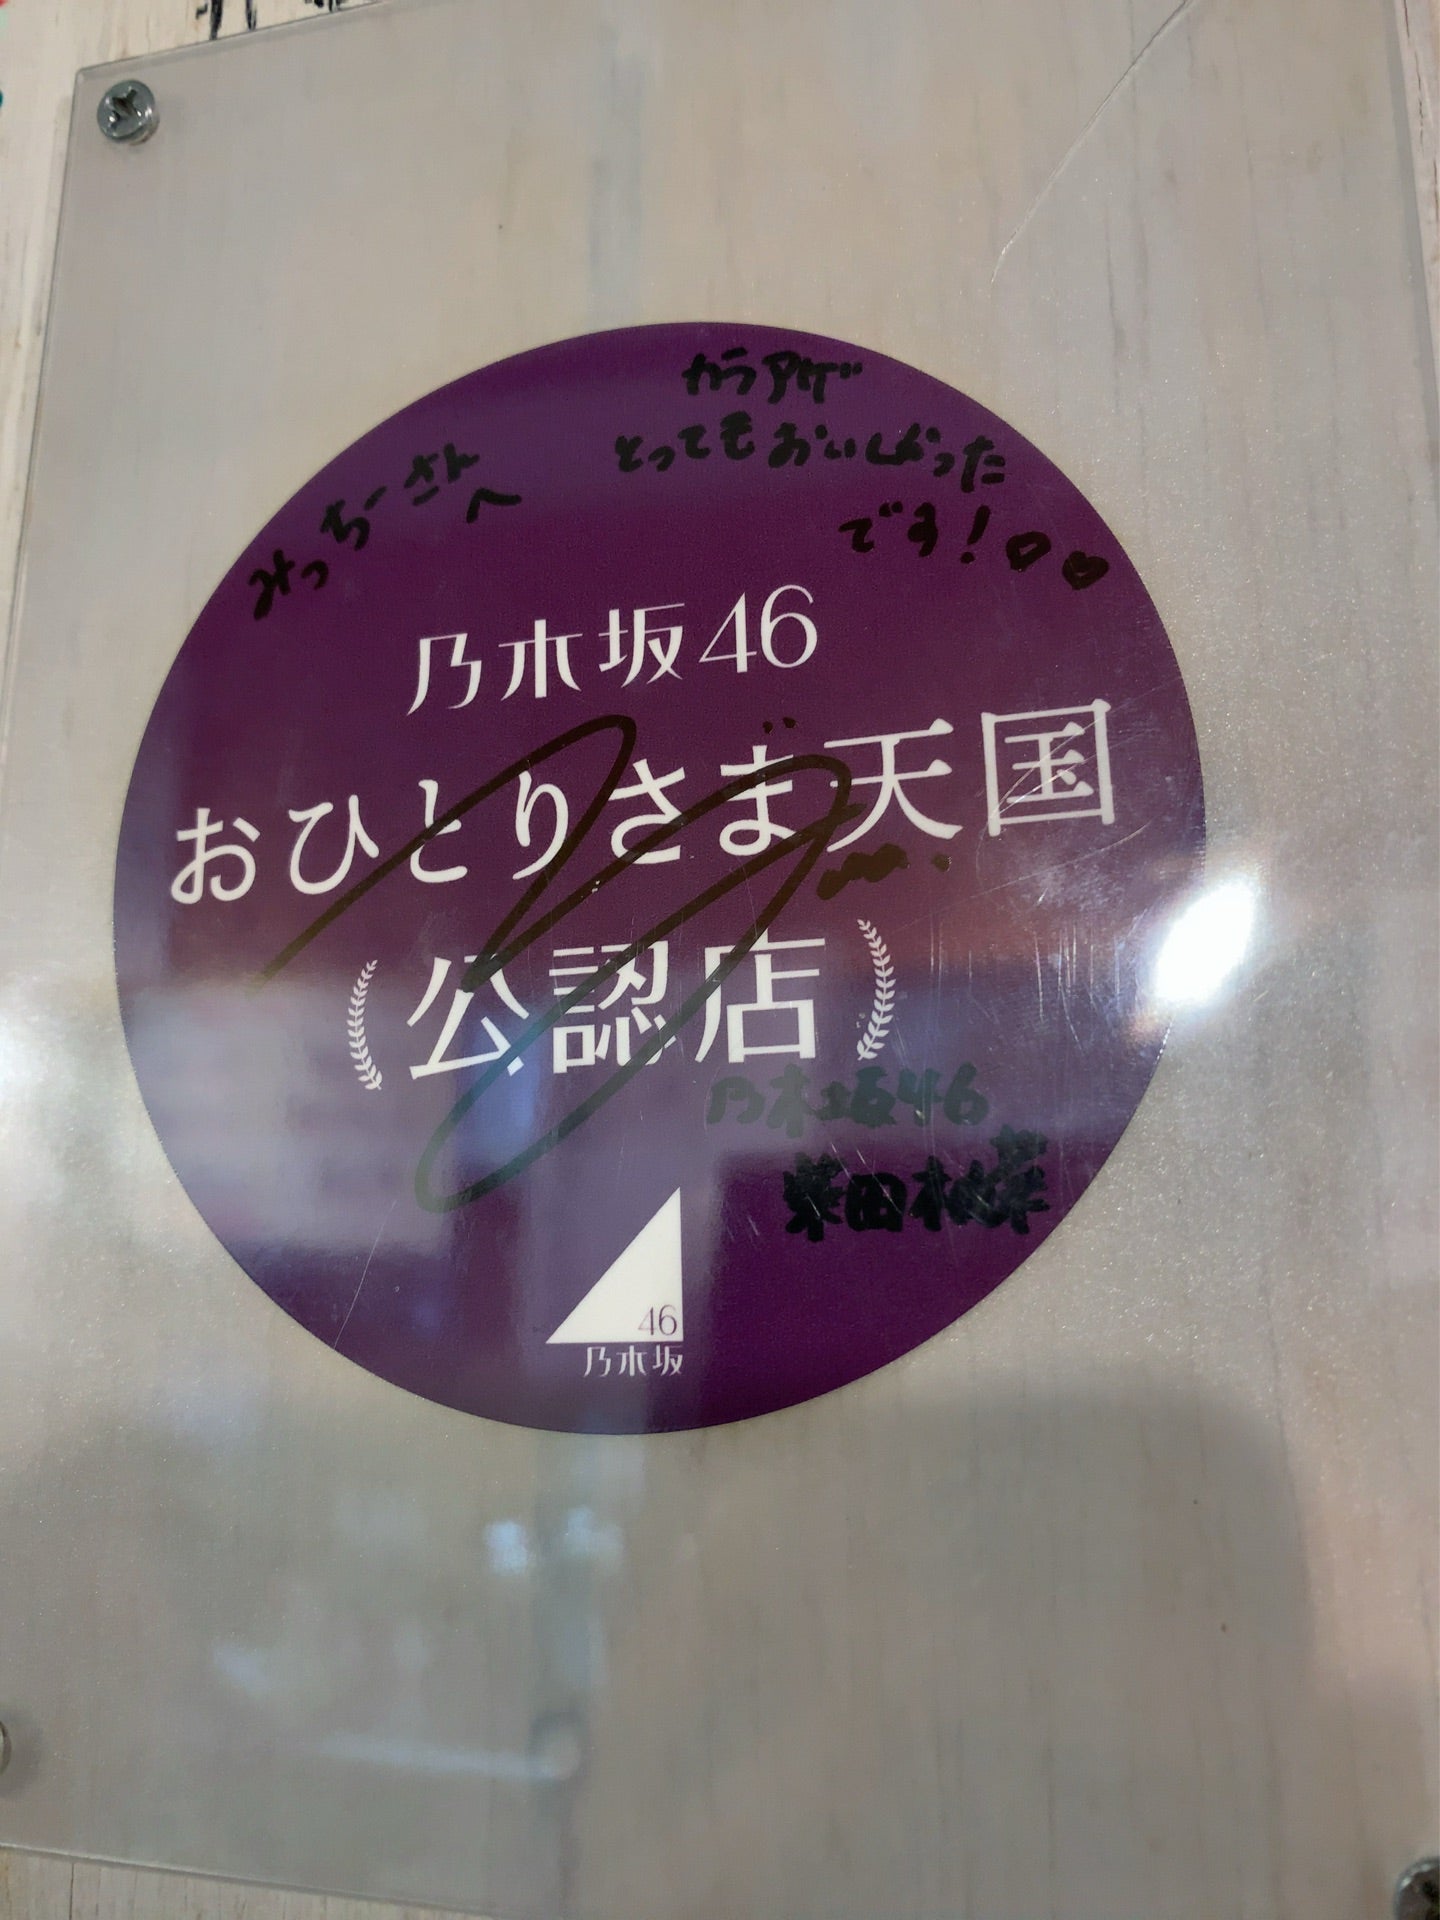 カラアゲ
とってもおいしかった
です!♡♥
みっちーさん
へ
乃木坂46
おひとりさま天国
公認店
乃木坂46
柴田柚菜
46
乃木坂